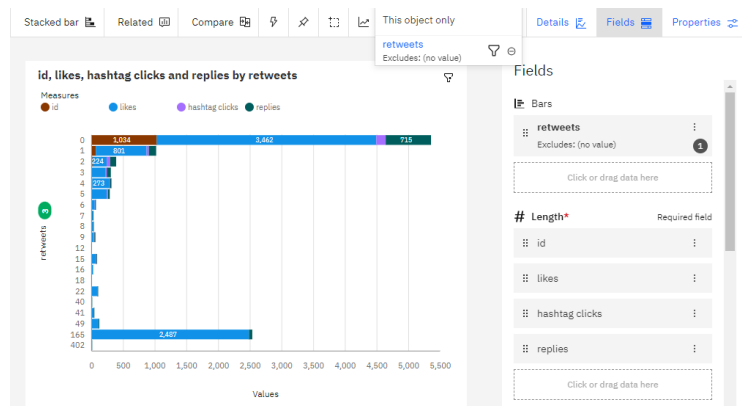 Stacked bar Related Compare Details Fields Properties
This object only
retweets
Excludes: (no value)
id, likes, hashtag clicks and replies by retweets
Measures
id likes hashtag clicks replies
0 1,034 3,462 715
1 801
2 224
3
4 273
5
6
7
8
9
12
15
16
18
22
40
41
49
165 2,487
402
3
retweets
0 500 1,000 1,500 2,000 2,500 3,000 3,500 4,000 4,500 5,000 5,500
Values
Fields
Bars
retweets
Excludes: (no value) 1
Click or drag data here
# Length* Required field
id
likes
hashtag clicks
replies
Click or drag data here